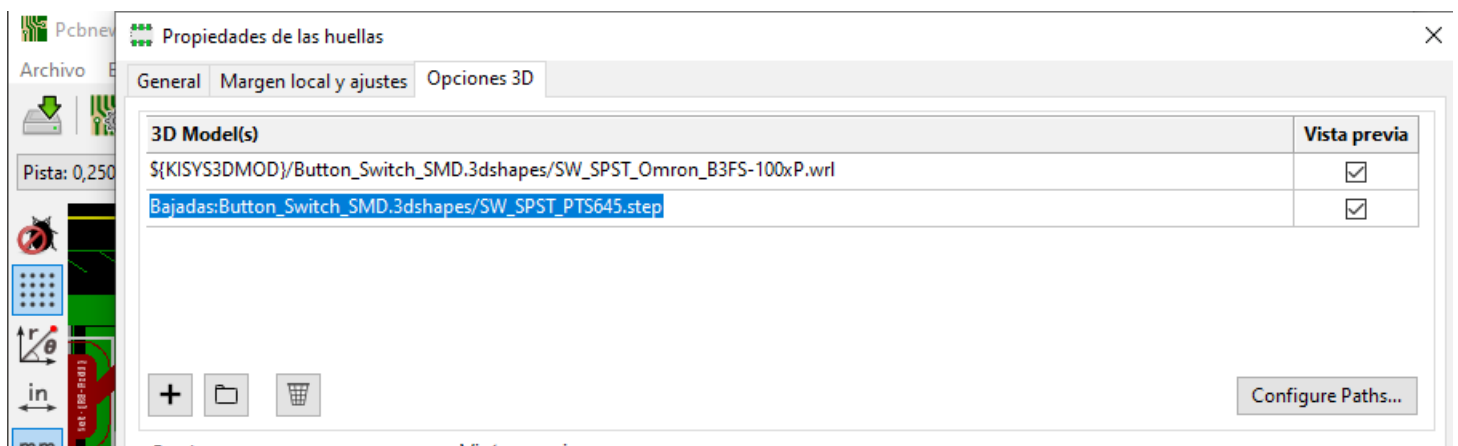 Pcbnew
Propiedades de las huellas
Archivo
General Margen local y ajustes Opciones 3D
3D Model(s) Vista previa
Pista: 0,250
${KISYS3DMOD}/Button_Switch_SMD.3dshapes/SW_SPST_Omron_B3FS-100xP.wrl
Bajadas:Button_Switch_SMD.3dshapes/SW_SPST_PTS645.step
r
θ
in
Configure Paths...